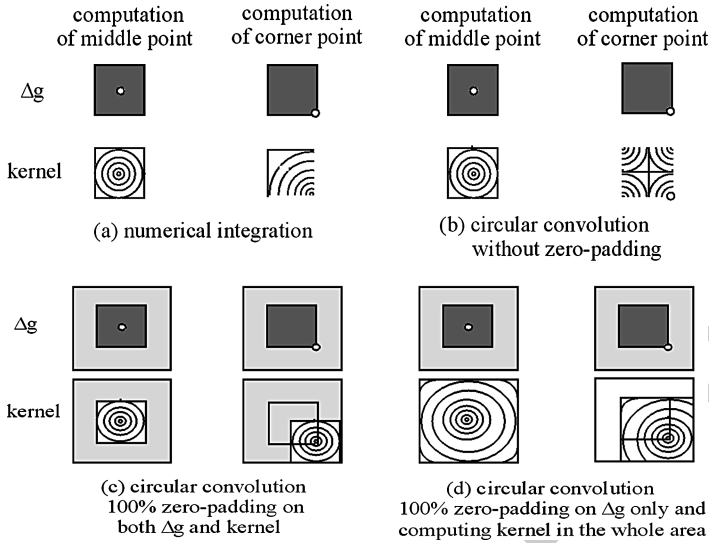 computation of middle point
computation of corner point
computation of middle point
computation of corner point
Δg
kernel
(a) numerical integration
(b) circular convolution
without zero-padding
Δg
kernel
(c) circular convolution
100% zero-padding on
both Δg and kernel
(d) circular convolution
100% zero-padding on Δg only and
computing kernel in the whole area